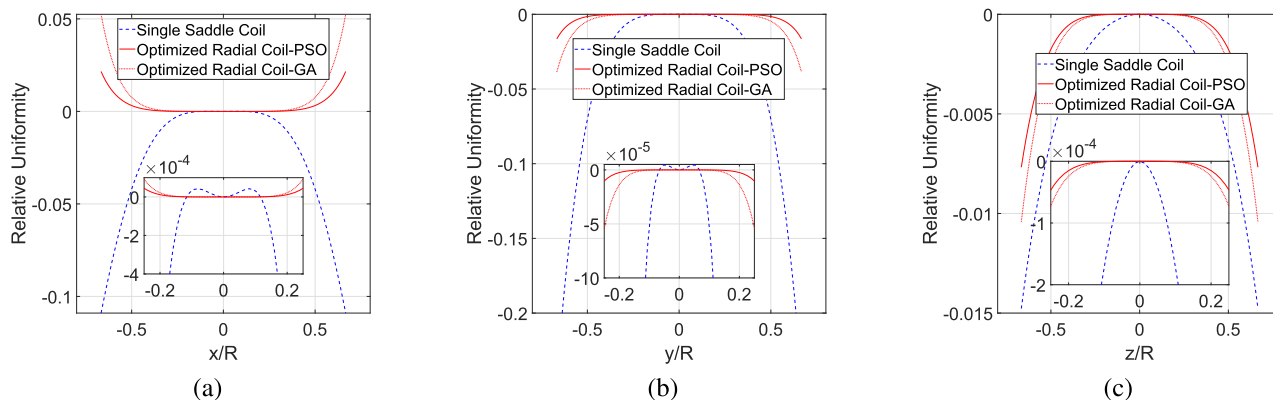 0.05
0
-0.05
-0.1
Relative Uniformity
Single Saddle Coil
Optimized Radial Coil-PSO
Optimized Radial Coil-GA
×10⁻⁴
0
-2
-4
-0.2 0 0.2
-0.5 0 0.5
x/R
(a)
0
-0.05
-0.1
-0.15
-0.2
Relative Uniformity
Single Saddle Coil
Optimized Radial Coil-PSO
Optimized Radial Coil-GA
×10⁻⁵
0
-5
-10
-0.2 0 0.2
-0.5 0 0.5
y/R
(b)
0
-0.005
-0.01
-0.015
Relative Uniformity
Single Saddle Coil
Optimized Radial Coil-PSO
Optimized Radial Coil-GA
×10⁻⁴
0
-1
-2
-0.2 0 0.2
-0.5 0 0.5
z/R
(c)